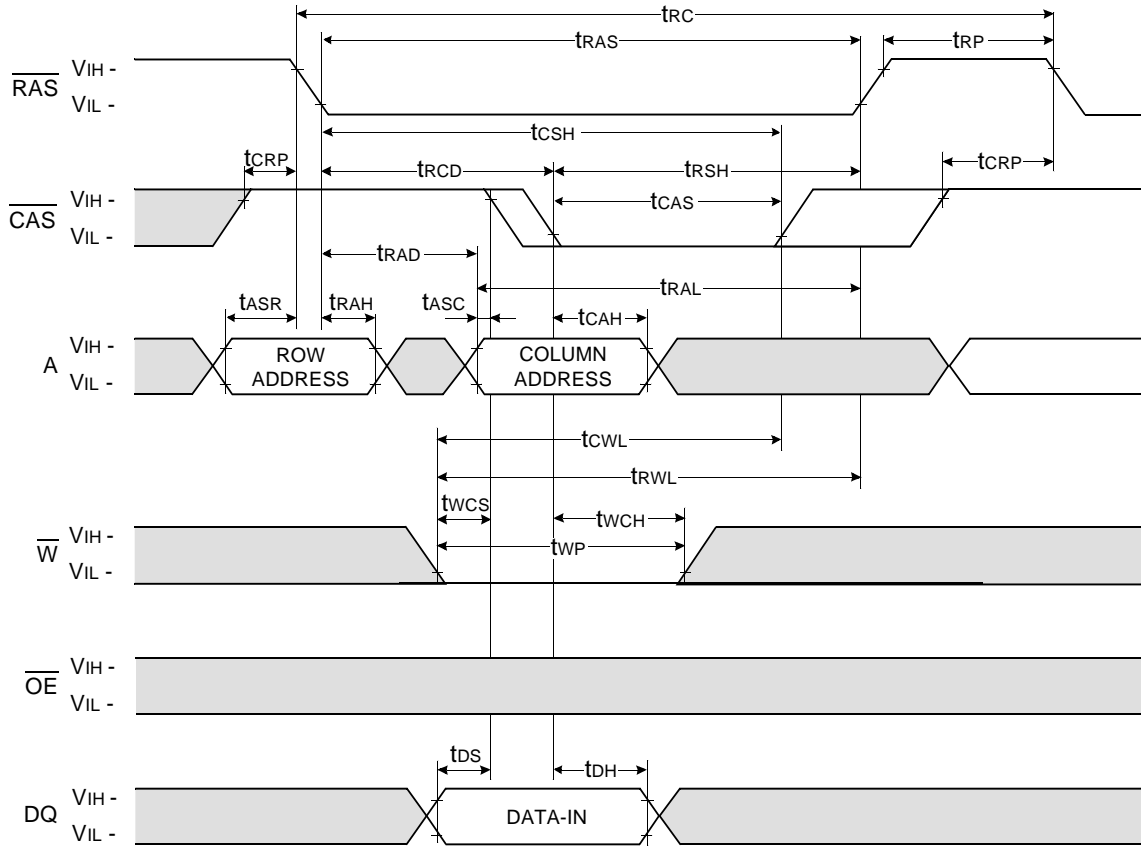 tRC
tRAS
tRP
RAS
VIH -
VIL -
tCSH
tCRP
tRCD
tRSH
tCRP
CAS
VIH -
VIL -
tCAS
tRAD
tRAL
tASR
tRAH
tASC
tCAH
A
VIH -
VIL -
ROW
ADDRESS
COLUMN
ADDRESS
tCWL
tRWL
tWCS
tWCH
W
VIH -
VIL -
tWP
OE
VIH -
VIL -
tDS
tDH
DQ
VIH -
VIL -
DATA-IN